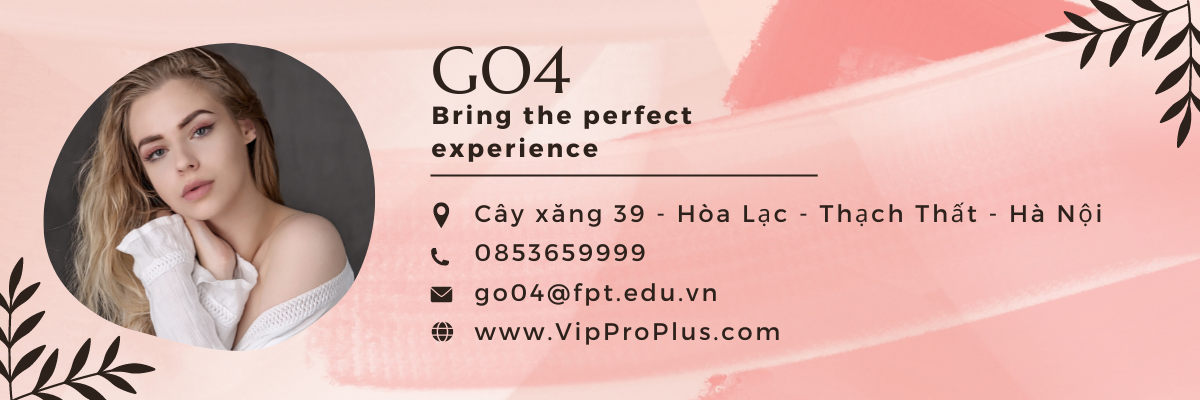 GO4
Bring the perfect
experience
Cây xăng 39 - Hòa Lạc - Thạch Thất - Hà Nội
0853659999
go04@fpt.edu.vn
www.VipProPlus.com